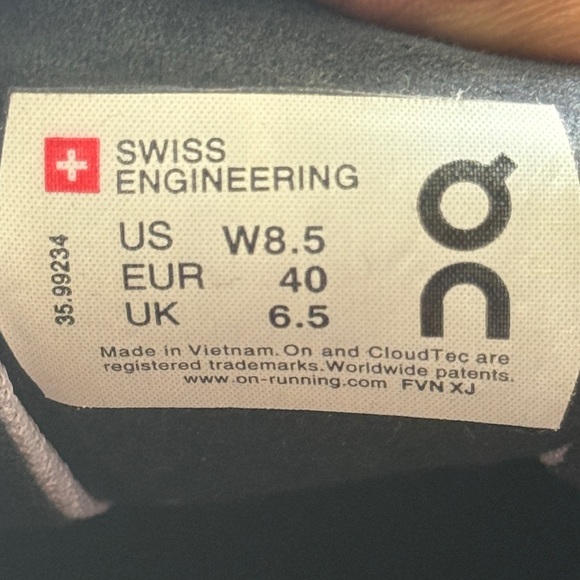 SWISS
ENGINEERING
US W8.5
EUR 40
UK 6.5
35.99234
On
Made in Vietnam. On and CloudTec are
registered trademarks. Worldwide patents.
www.on-running.com FVN XJ